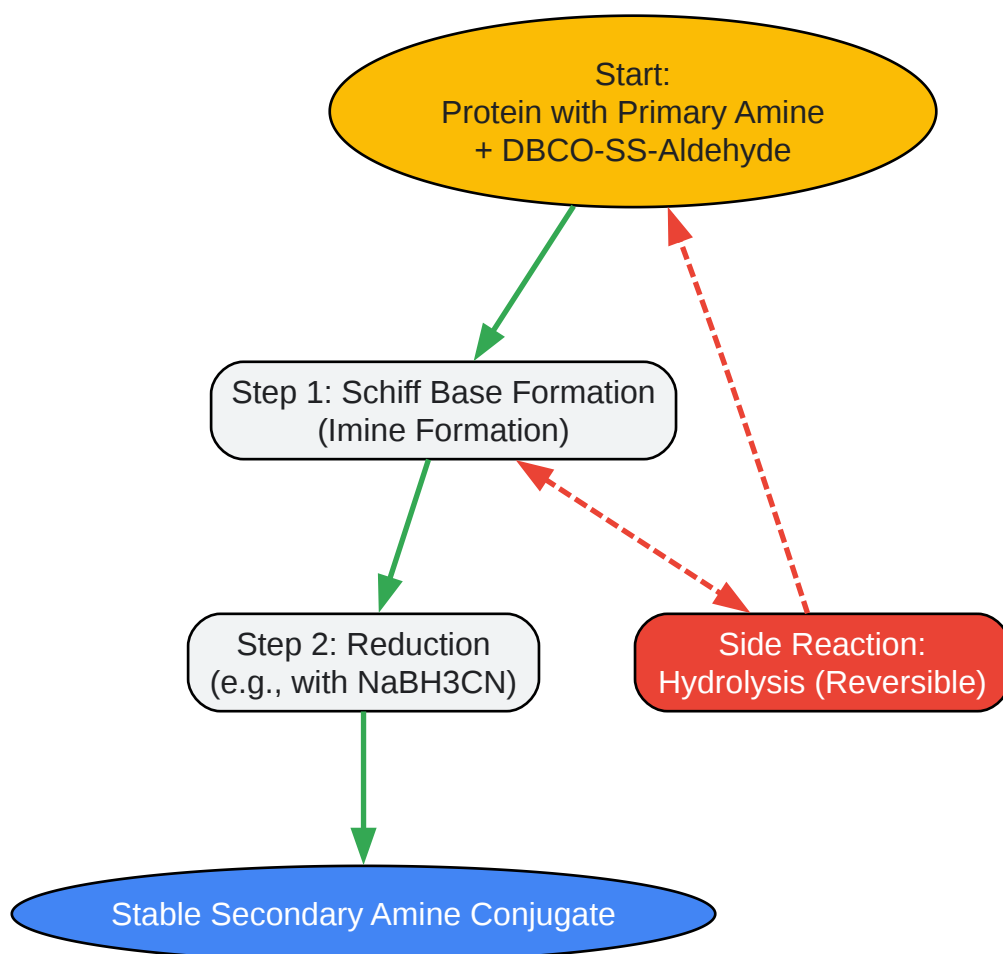 Start:
Protein with Primary Amine
+ DBCO-SS-Aldehyde
Step 1: Schiff Base Formation
(Imine Formation)
Step 2: Reduction
(e.g., with NaBH3CN)
Side Reaction:
Hydrolysis (Reversible)
Stable Secondary Amine Conjugate